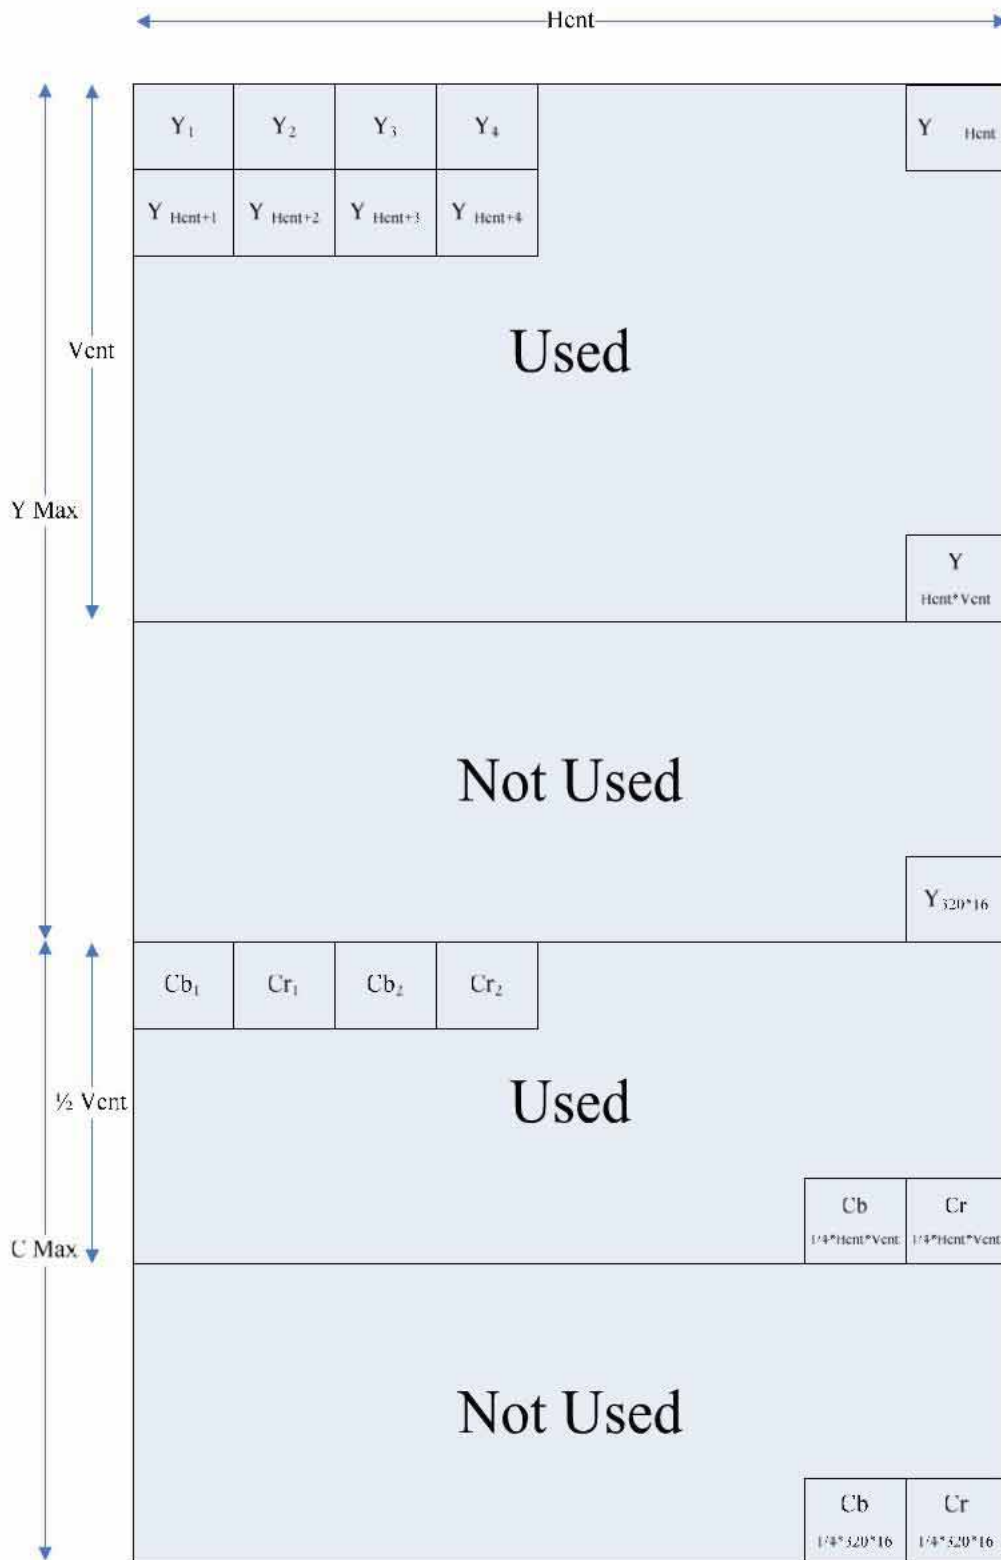 Hcnt
Y₁ Y₂ Y₃ Y₄ Y Hcnt
Y Hcnt+1 Y Hcnt+2 Y Hcnt+3 Y Hcnt+4
Vcnt
Used
Y Max
Y
Hcnt*Vcnt
Not Used
Y 320*16
Cb₁ Cr₁ Cb₂ Cr₂
½ Vcnt
Used
Cb Cr
1/4*Hcnt*Vcnt 1/4*Hcnt*Vcnt
C Max
Not Used
Cb Cr
1/4*320*16 1/4*320*16